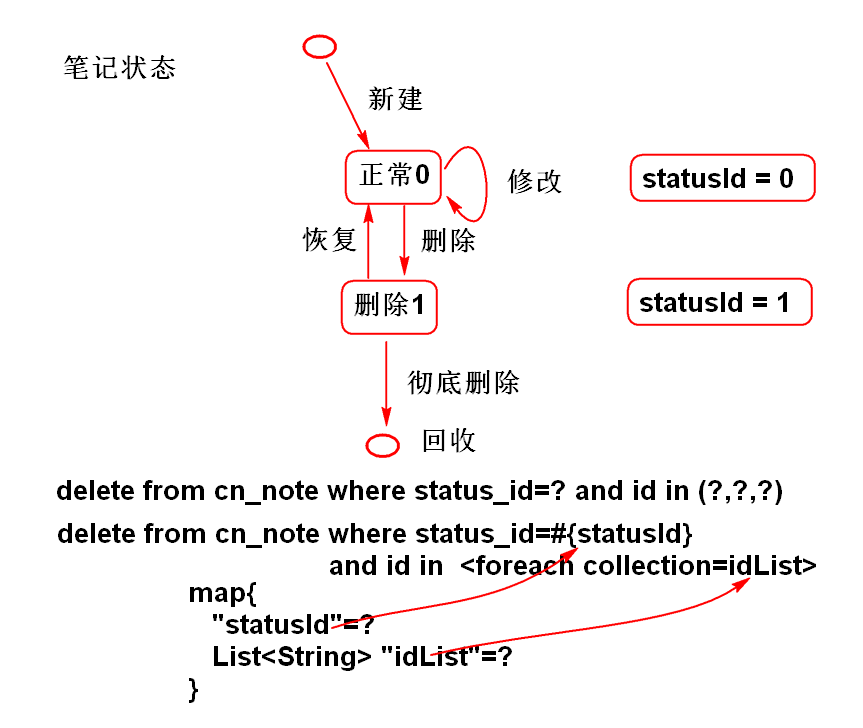 笔记状态
新建
正常0
修改
statusId = 0
恢复
删除
删除1
statusId = 1
彻底删除
回收
delete from cn_note where status_id=? and id in (?,?,?)
delete from cn_note where status_id=#{statusId}
and id in <foreach collection=idList>
map{
"statusId"=?
List<String> "idList"=?
}